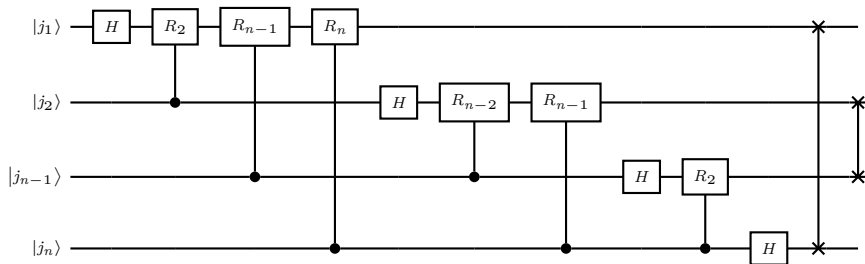 |j₁⟩ H R₂ Rₙ₋₁ Rₙ
|j₂⟩ H Rₙ₋₂ Rₙ₋₁
|jₙ₋₁⟩ H R₂
|jₙ⟩ H